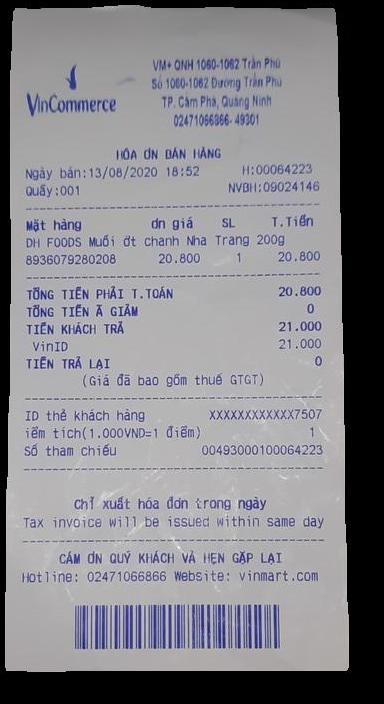 VinCommerce
VM+ QNH 1060-1062 Trần Phú
Số 1060-1062 Đường Trần Phú
TP. Cẩm Phả, Quảng Ninh
02471066866- 49301
HÓA ƠN BÁN HÀNG
Ngày bán:13/08/2020 18:52 H:00064223
Quầy:001 NVBH:09024146
Mặt hàng ơn giá SL T.Tiền
DH FOODS Muối ớt chanh Nha Trang 200g
8936079280208 20.800 1 20.800
TỔNG TIỀN PHẢI T.TOÁN 20.800
TỔNG TIỀN Ã GIẢM 0
TIỀN KHÁCH TRẢ 21.000
VinID 21.000
TIỀN TRẢ LẠI 0
(Giá đã bao gồm thuế GTGT)
ID thẻ khách hàng XXXXXXXXXXXX7507
iểm tích(1.000VND=1 điểm) 1
Số tham chiếu 00493000100064223
Chỉ xuất hóa đơn trong ngày
Tax invoice will be issued within same day
CẢM ƠN QUÝ KHÁCH VÀ HẸN GẶP LẠI
Hotline: 02471066866 Website: vinmart.com